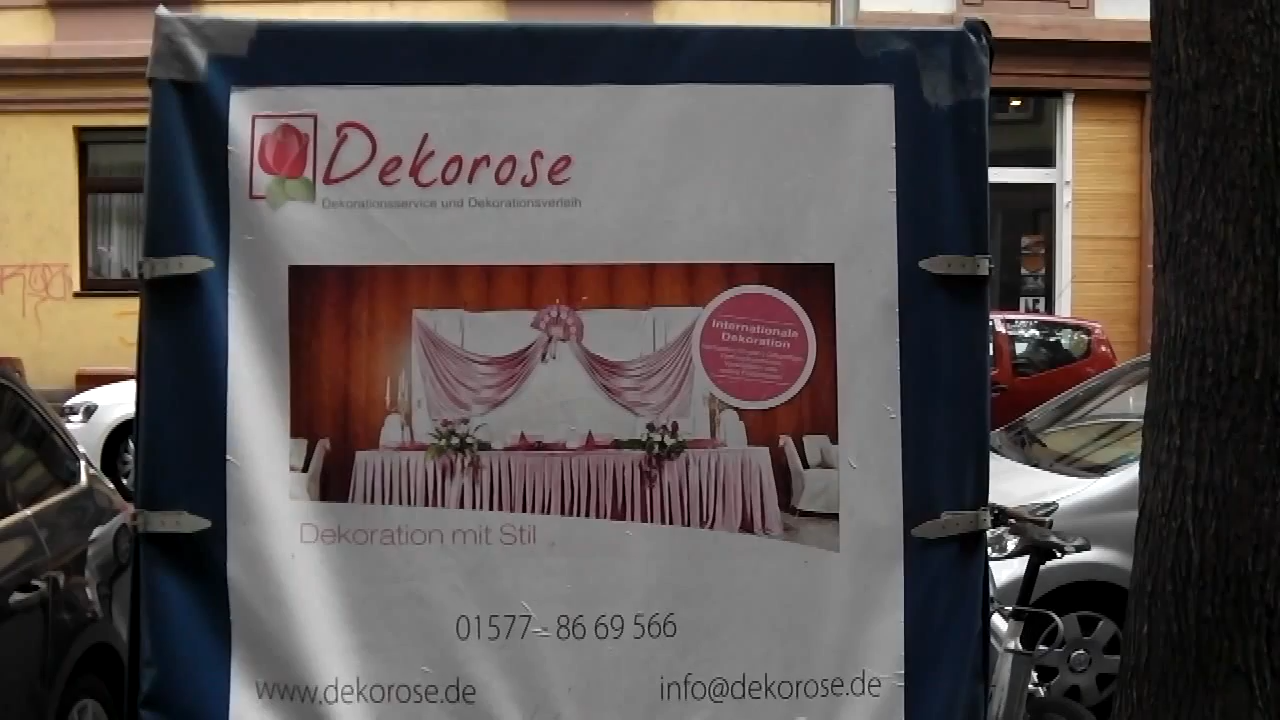 Dekorose
Dekorationsservice und Dekorationsverleih
Internationale
Dekoration
Dekoration mit Stil
01577 - 86 69 566
www.dekorose.de
info@dekorose.de